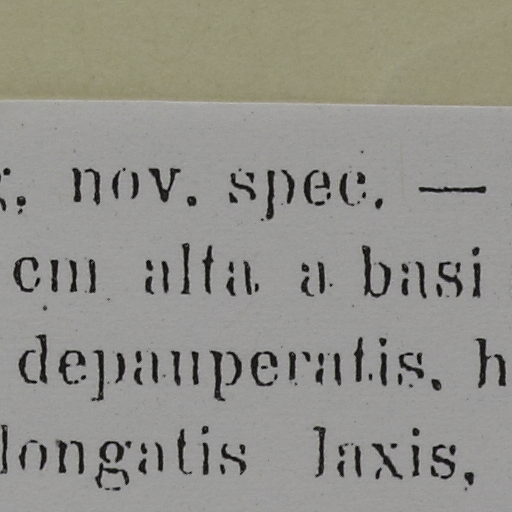 nov. spec. —
cm alta a basi
depauperatis, h
longatis laxis,